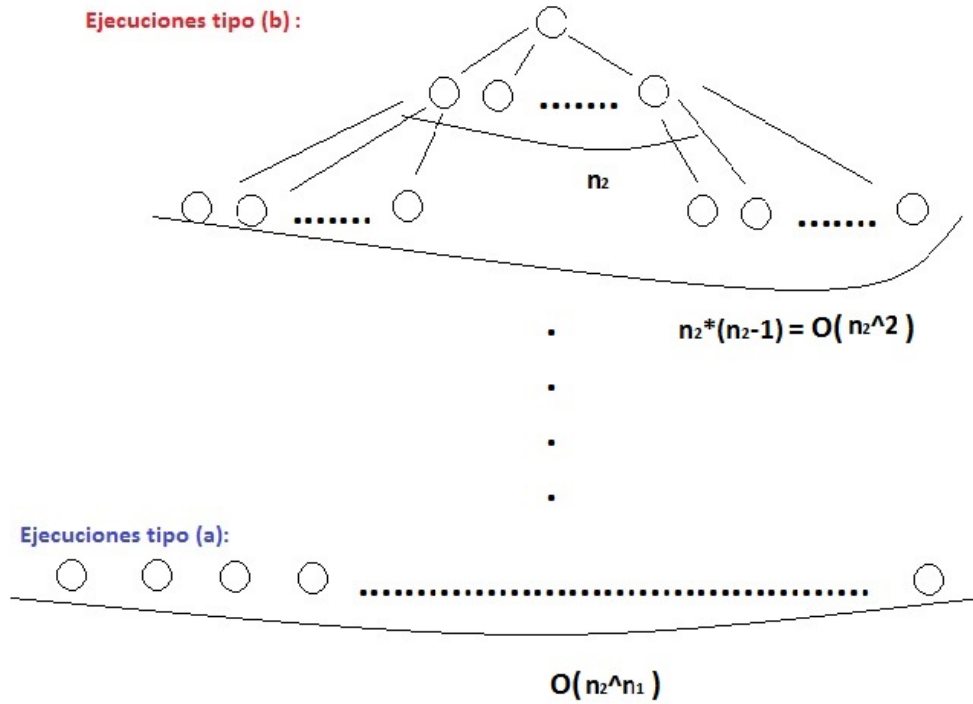 Ejecuciones tipo (b) :
.......
n₂
....... .......
n₂*(n₂-1) = O( n₂^2 )
Ejecuciones tipo (a):
O( n₂^n₁ )